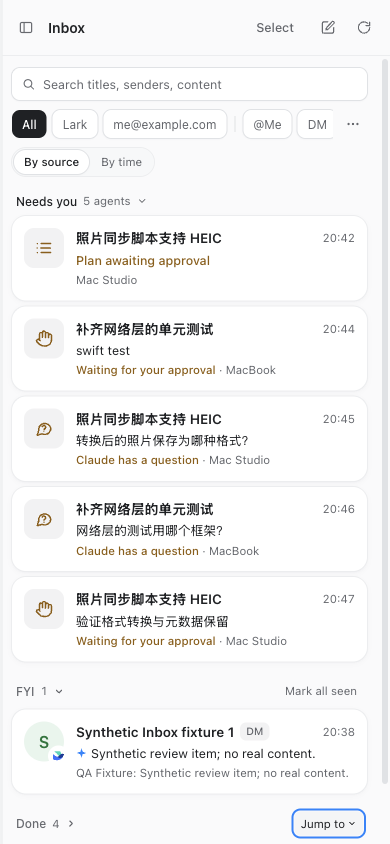 Inbox
Select
Search titles, senders, content
All
Lark
me@example.com
@Me
DM
By source
By time
Needs you 5 agents
照片同步脚本支持 HEIC 20:42
Plan awaiting approval
Mac Studio
补齐网络层的单元测试 20:44
swift test
Waiting for your approval · MacBook
照片同步脚本支持 HEIC 20:45
转换后的照片保存为哪种格式?
Claude has a question · Mac Studio
补齐网络层的单元测试 20:46
网络层的测试用哪个框架?
Claude has a question · MacBook
照片同步脚本支持 HEIC 20:47
验证格式转换与元数据保留
Waiting for your approval · Mac Studio
FYI 1
Mark all seen
S
Synthetic Inbox fixture 1 DM 20:38
Synthetic review item; no real content.
QA Fixture: Synthetic review item; no real content.
Done 4
Jump to